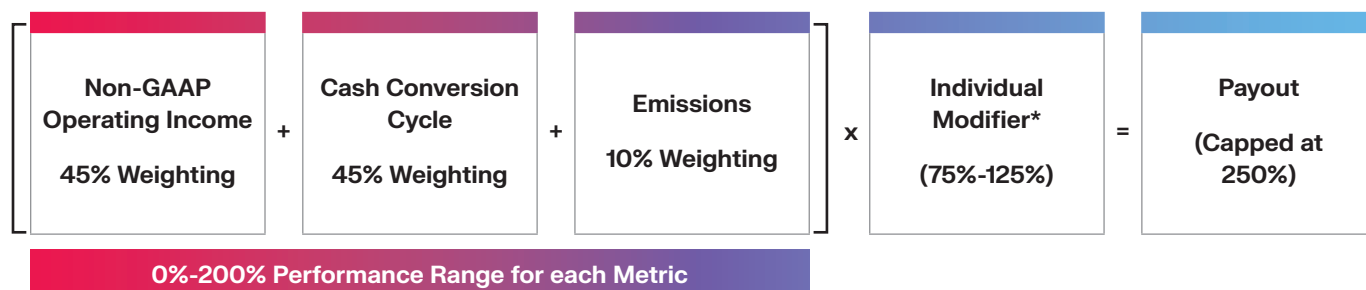 Non-GAAP
Operating Income
45% Weighting
+
Cash Conversion
Cycle
45% Weighting
+
Emissions
10% Weighting
x
Individual
Modifier*
(75%-125%)
=
Payout
(Capped at
250%)
0%-200% Performance Range for each Metric